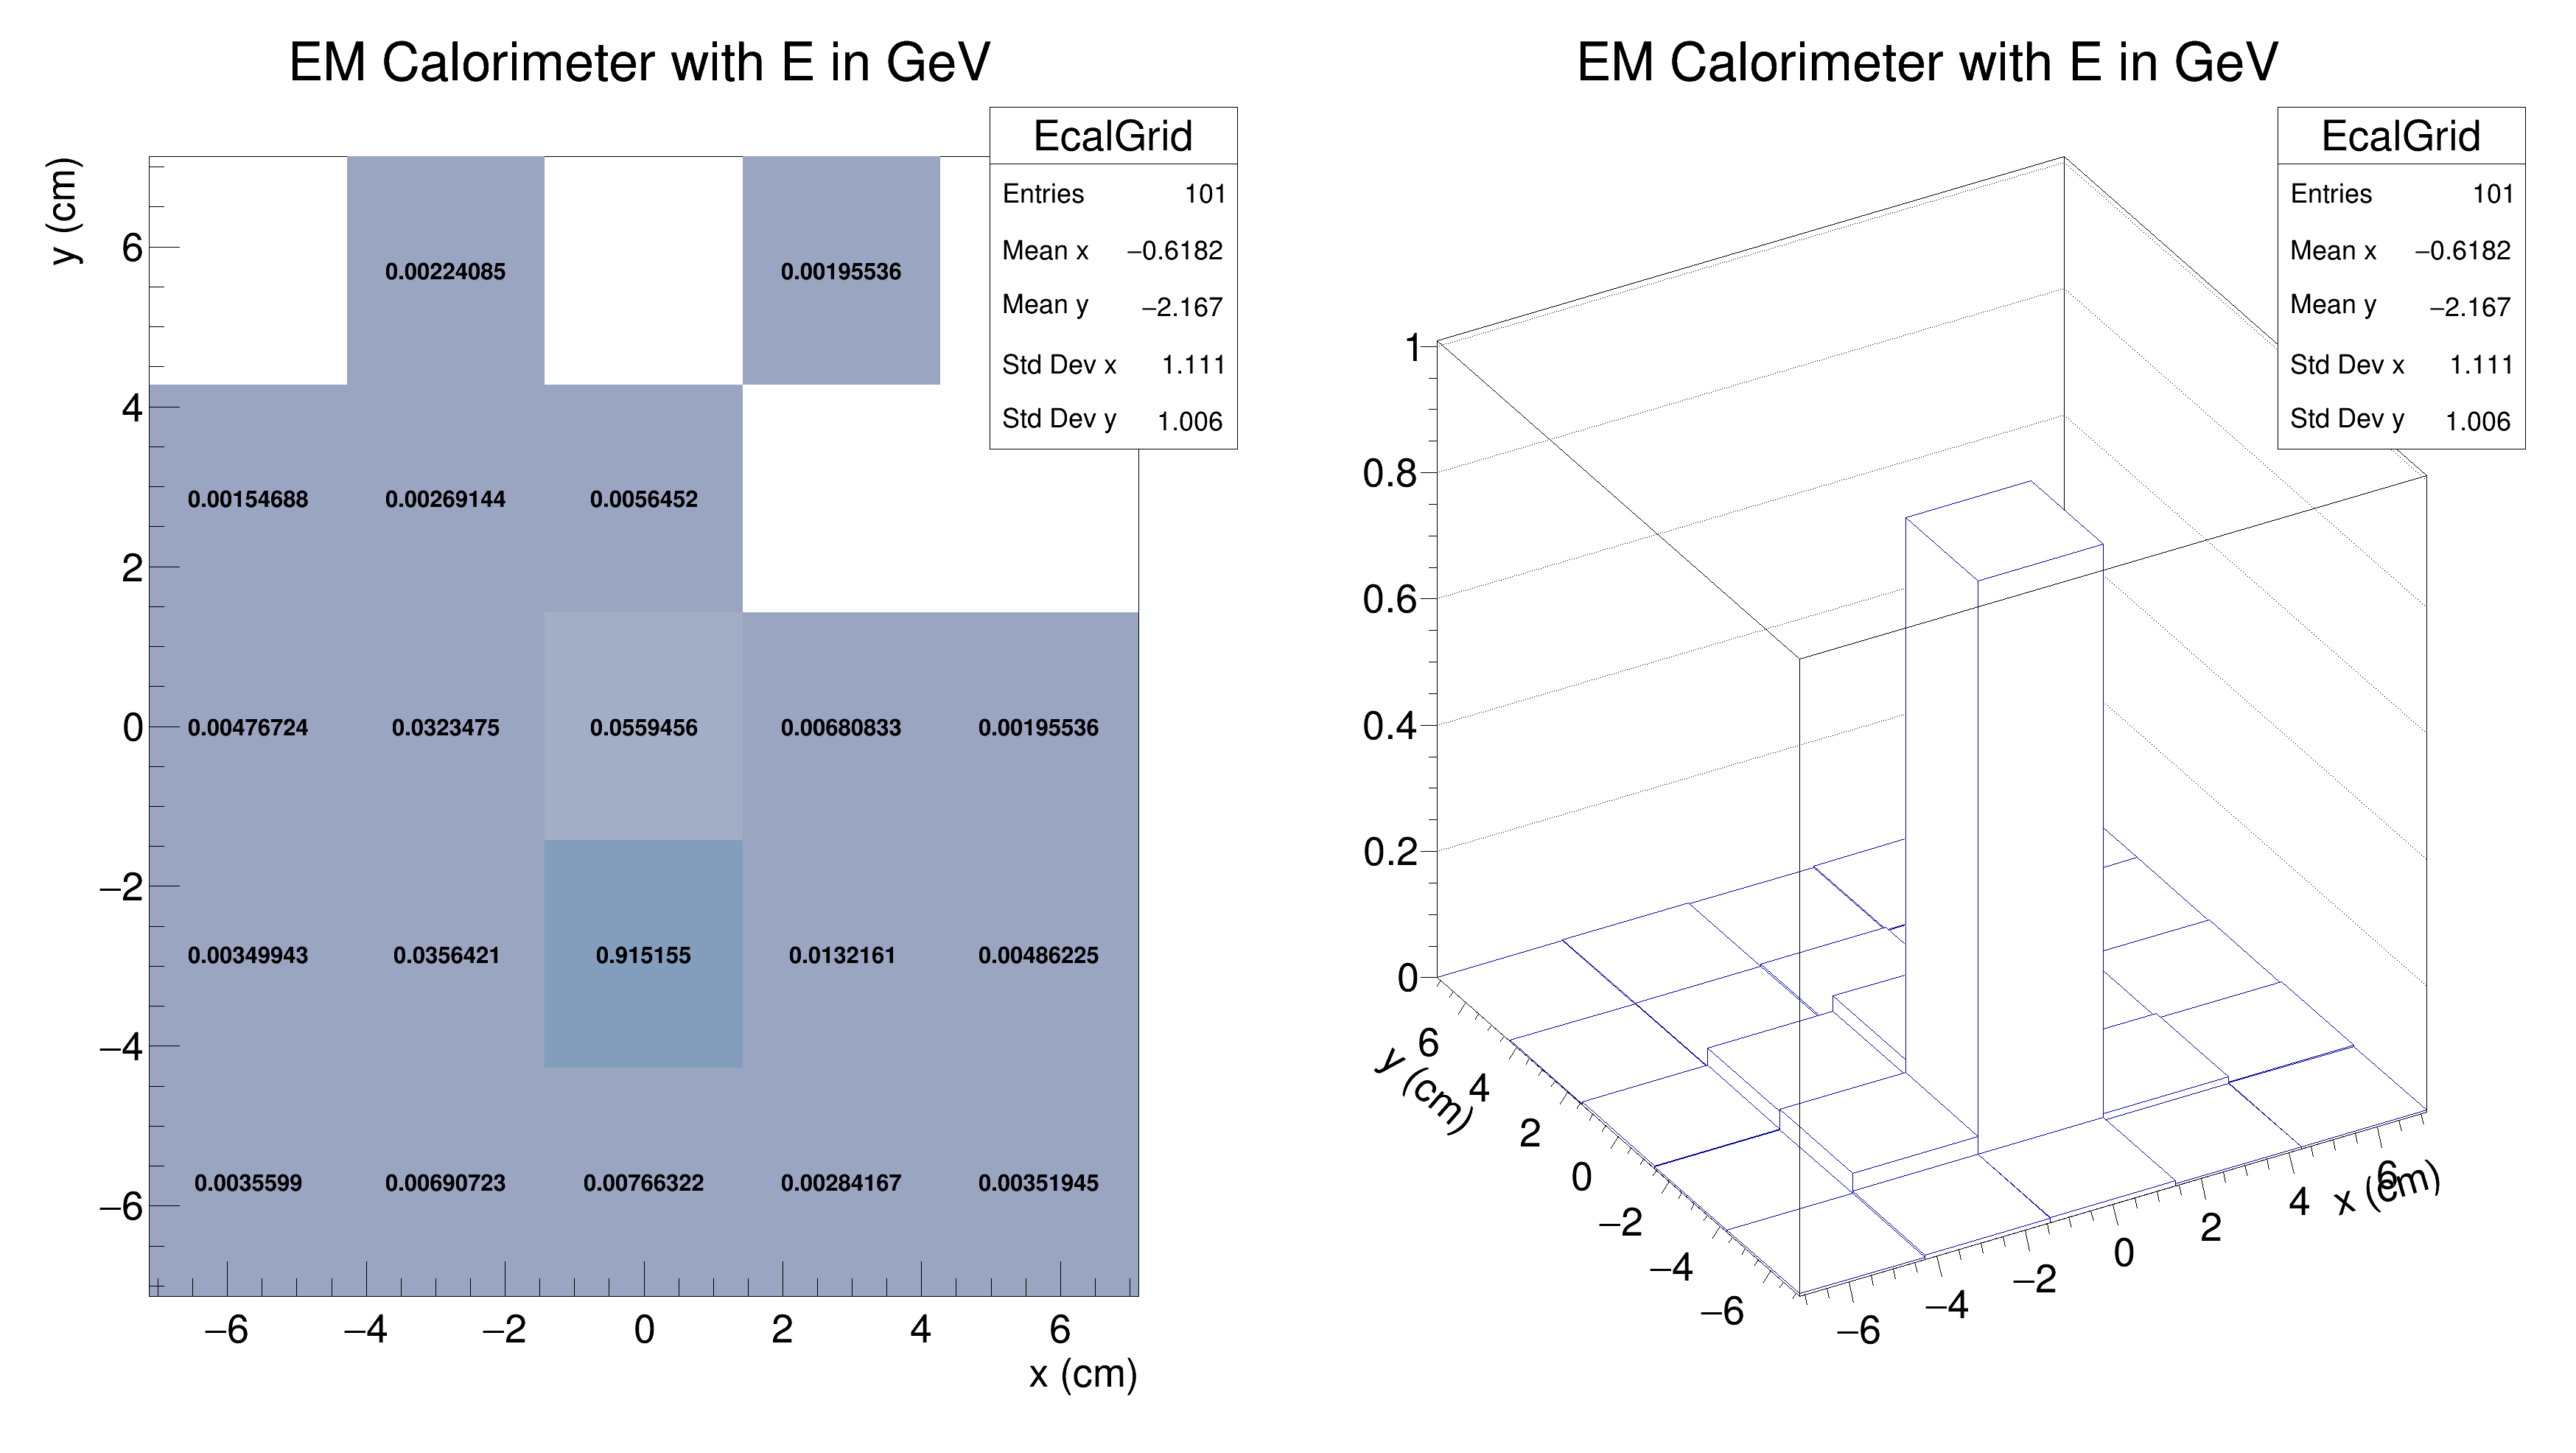 EM Calorimeter with E in GeV
EcalGrid
Entries 101
Mean x −0.6182
Mean y −2.167
Std Dev x 1.111
Std Dev y 1.006
y (cm)
6
4
2
0
−2
−4
−6
0.00224085 0.00195536
0.00154688 0.00269144 0.0056452
0.00476724 0.0323475 0.0559456 0.00680833 0.00195536
0.00349943 0.0356421 0.915155 0.0132161 0.00486225
0.0035599 0.00690723 0.00766322 0.00284167 0.00351945
−6 −4 −2 0 2 4 6
x (cm)
EM Calorimeter with E in GeV
EcalGrid
Entries 101
Mean x −0.6182
Mean y −2.167
Std Dev x 1.111
Std Dev y 1.006
1
0.8
0.6
0.4
0.2
0
y (cm)
6
4
2
0
−2
−4
−6
−6
−4
−2
0
2
4
6
x (cm)